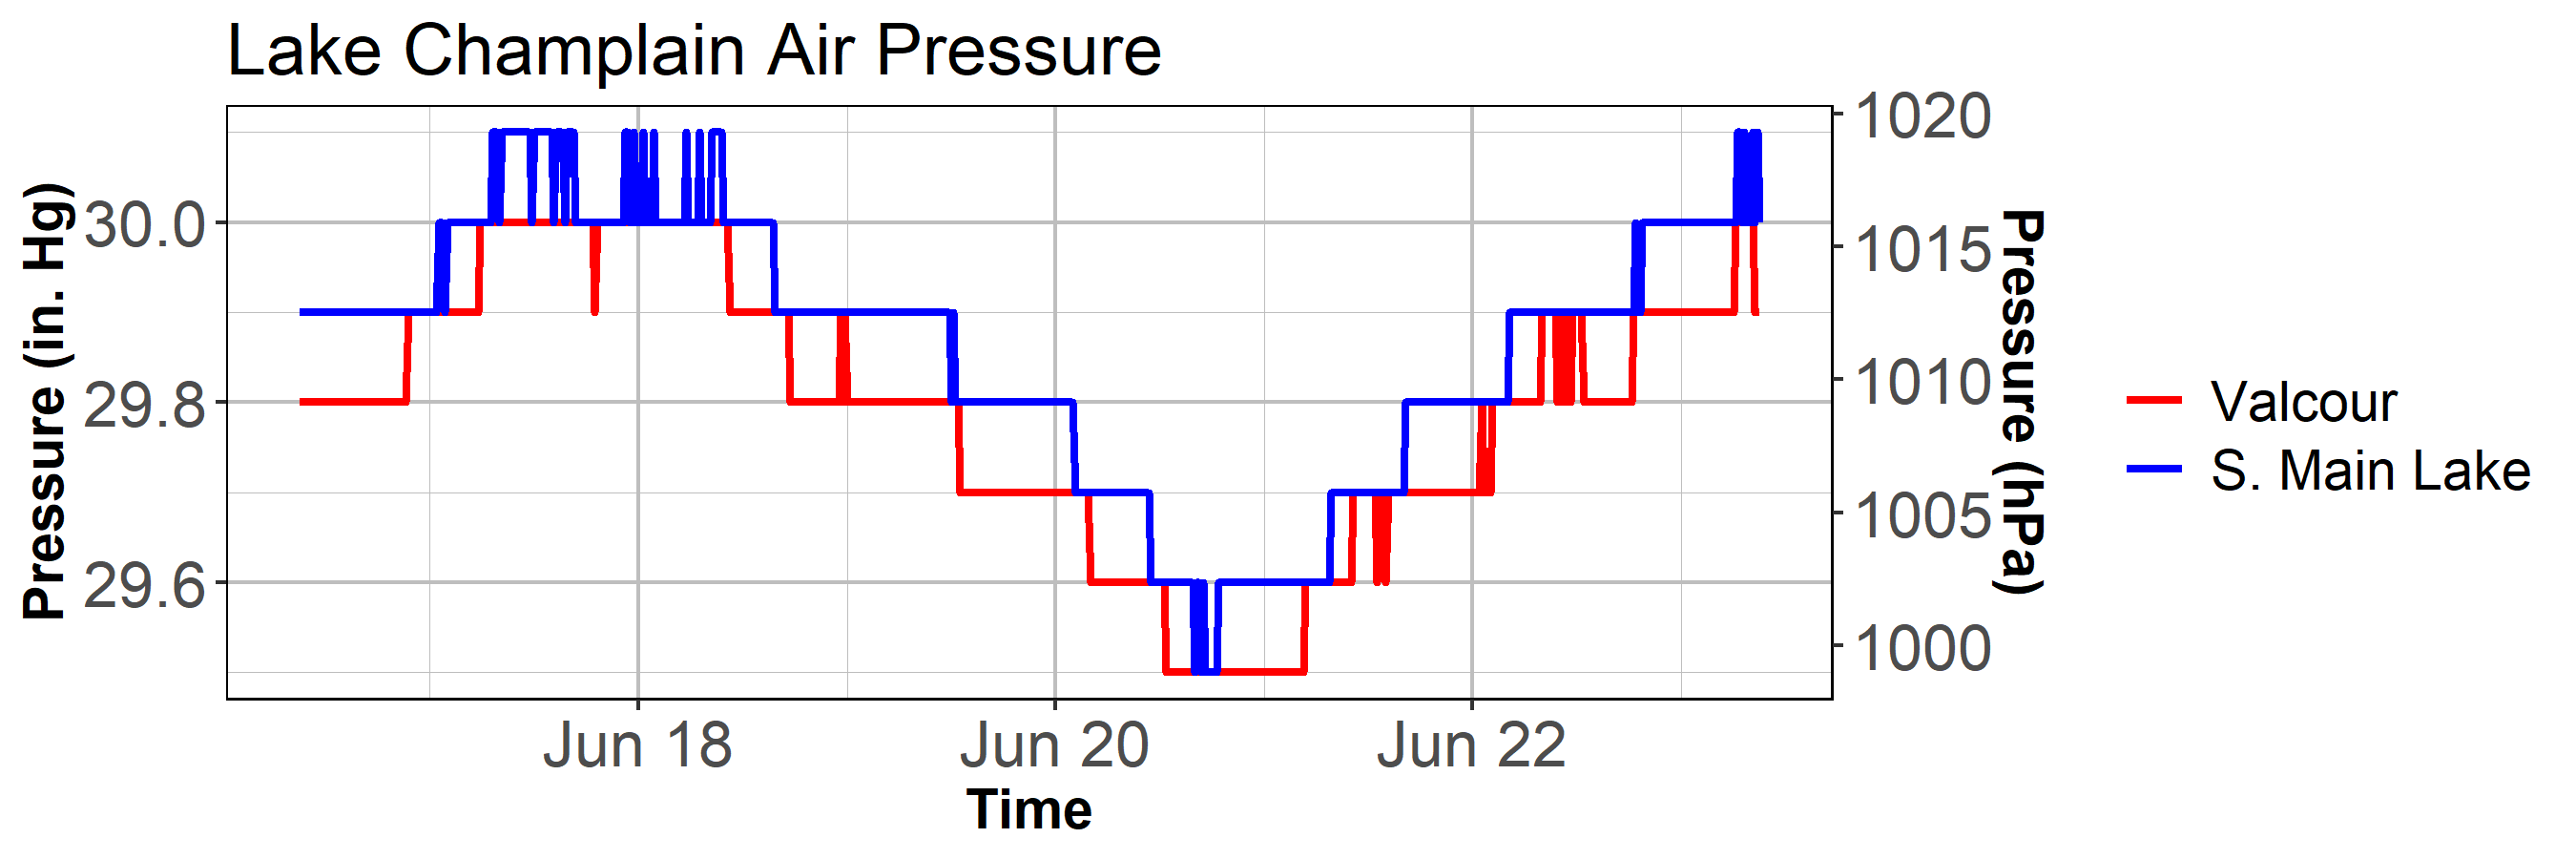 Lake Champlain Air Pressure
Pressure (in. Hg)
30.0
29.8
29.6
1020
1015
1010
1005
1000
Pressure (hPa)
Valcour
S. Main Lake
Jun 18
Jun 20
Jun 22
Time